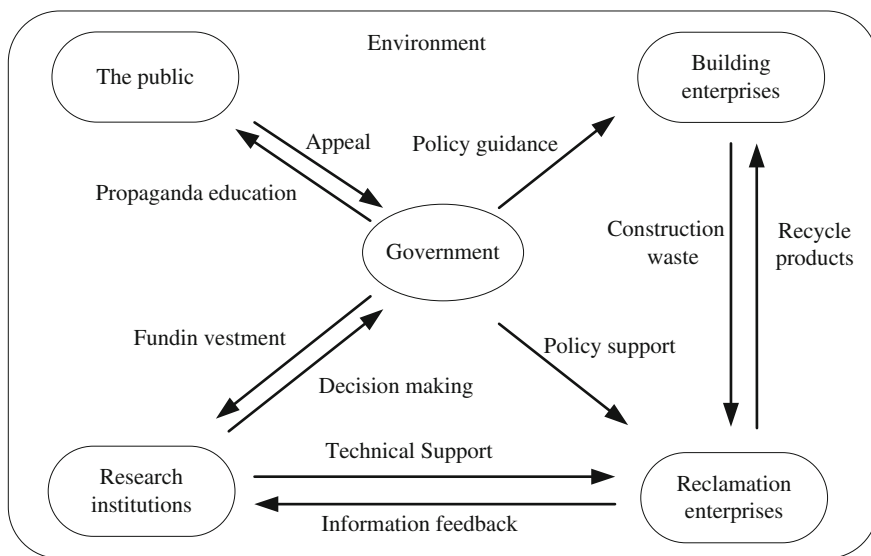 Environment
The public
Building
enterprises
Appeal
Policy guidance
Propaganda education
Government
Construction
waste
Recycle
products
Fundin vestment
Policy support
Decision making
Technical Support
Research
institutions
Reclamation
enterprises
Information feedback